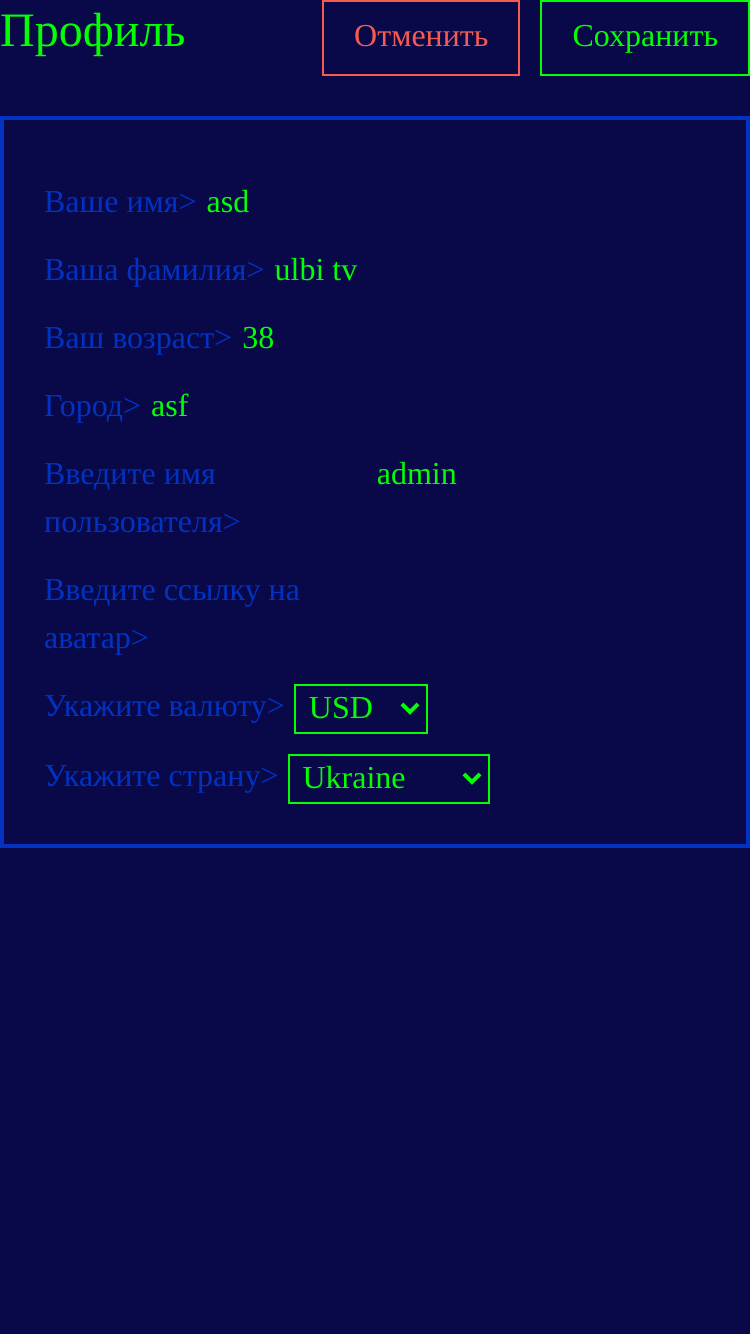 Профиль
Отменить
Сохранить
Ваше имя> asd
Ваша фамилия> ulbi tv
Ваш возраст> 38
Город> asf
Введите имя пользователя> admin
Введите ссылку на
аватар>
Укажите валюту> USD
Укажите страну> Ukraine